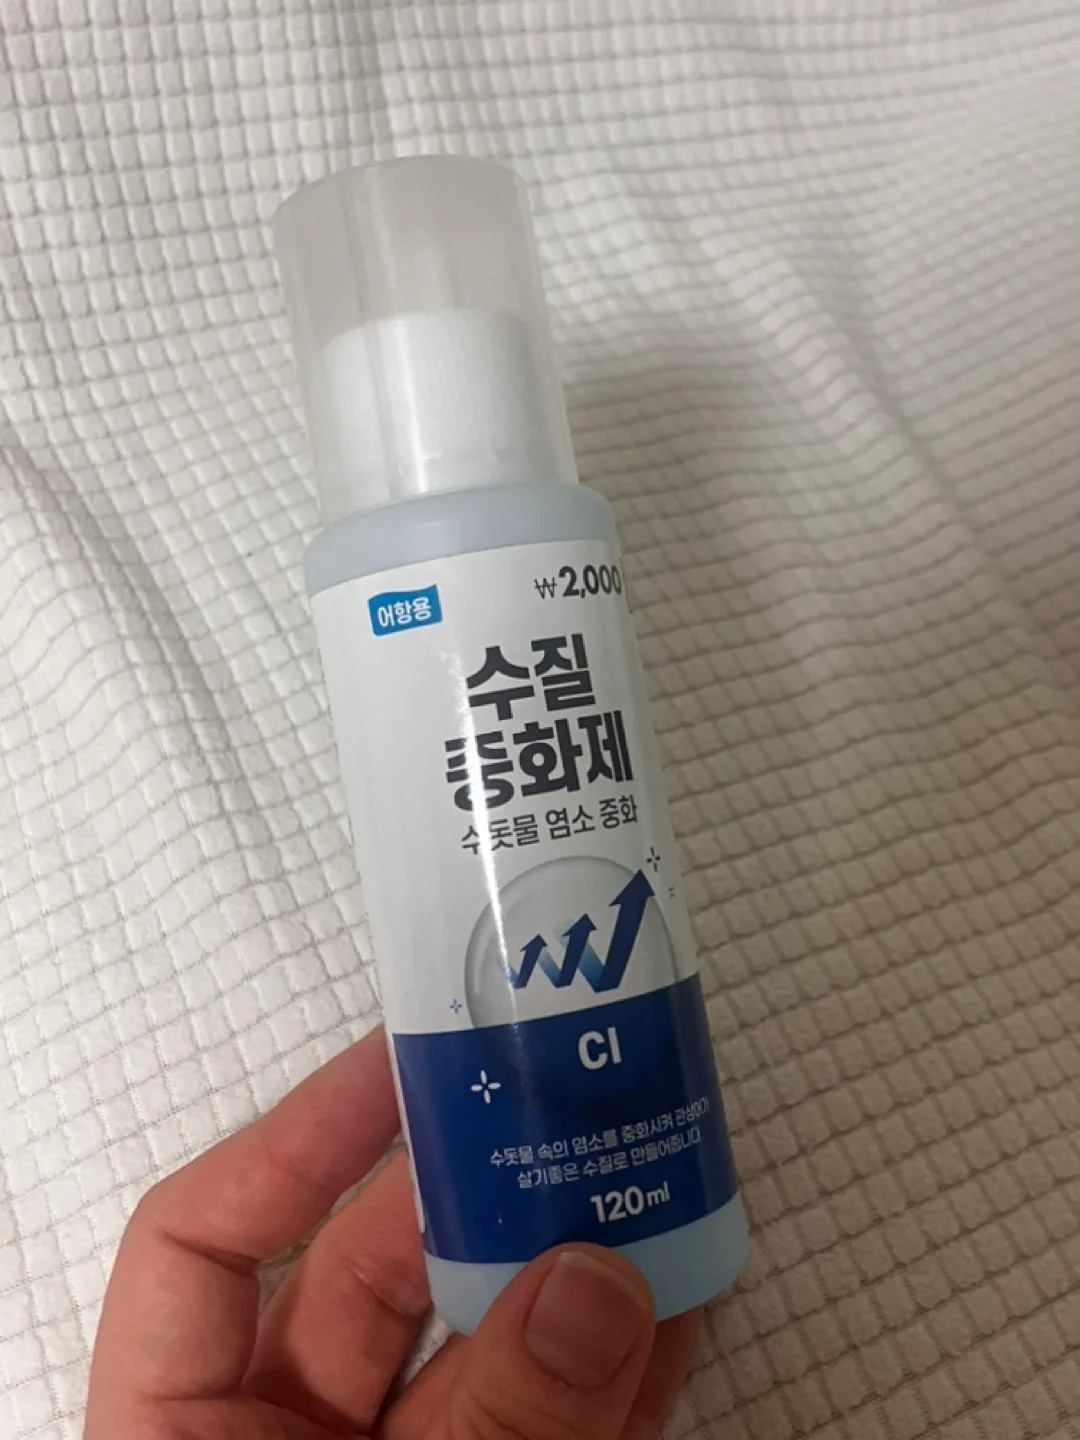 어항용
₩2,000
수질
중화제
수돗물 염소 중화
Cl
수돗물 속의 염소를 중화시켜 관상어가
살기좋은 수질로 만들어줍니다.
120ml